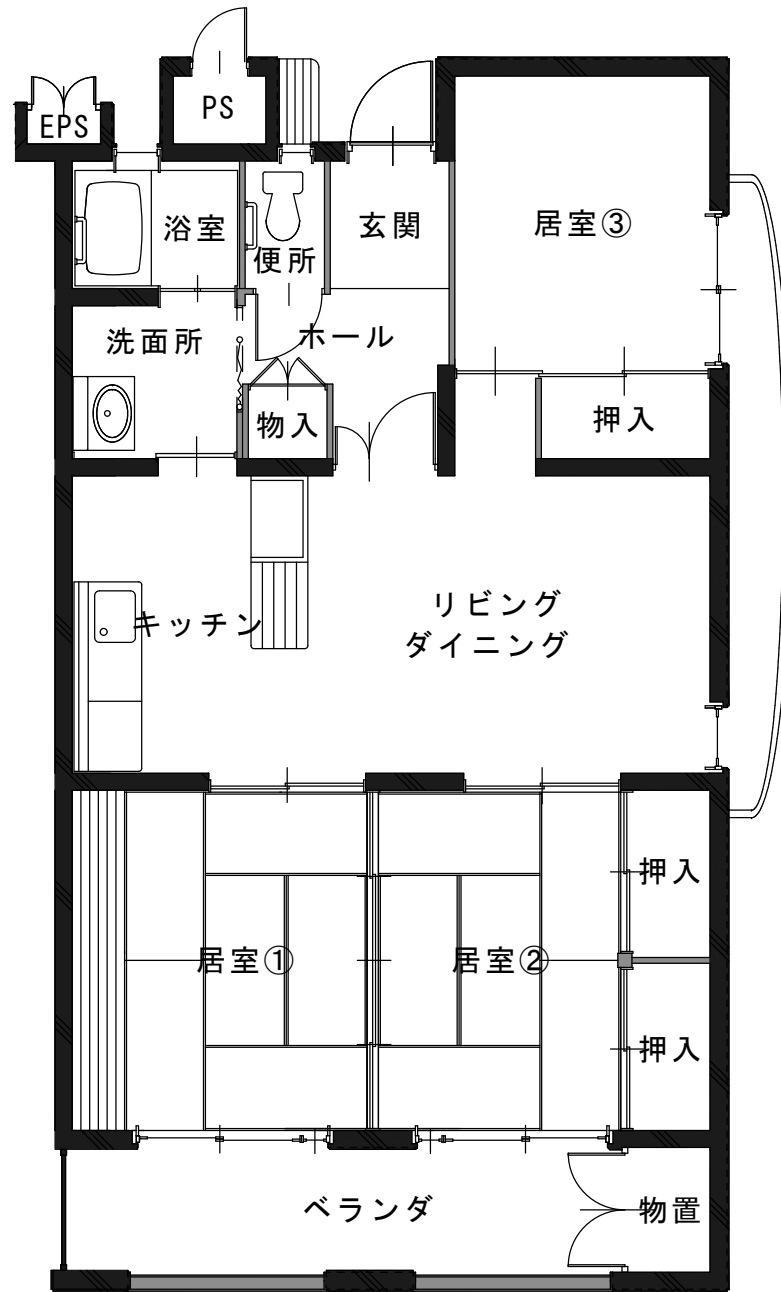 PS
EPS
浴室
便所
玄関
居室③
洗面所
ホール
物入
押入
キッチン
リビング
ダイニング
居室①
居室②
押入
押入
ベランダ
物置